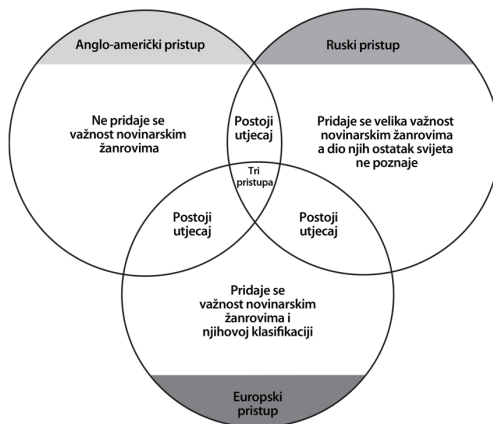 Anglo-američki pristup
Ruski pristup
Ne pridaje se
važnost novinarskim
žanrovima
Postoji
utjecaj
Pridaje se velika važnost
novinarskim žanrovima
a dio njih ostatak svijeta
ne poznaje
Tri
pristupa
Postoji
utjecaj
Postoji
utjecaj
Pridaje se
važnost novinarskim
žanrovima i
njihovoj klasifikaciji
Europski
pristup